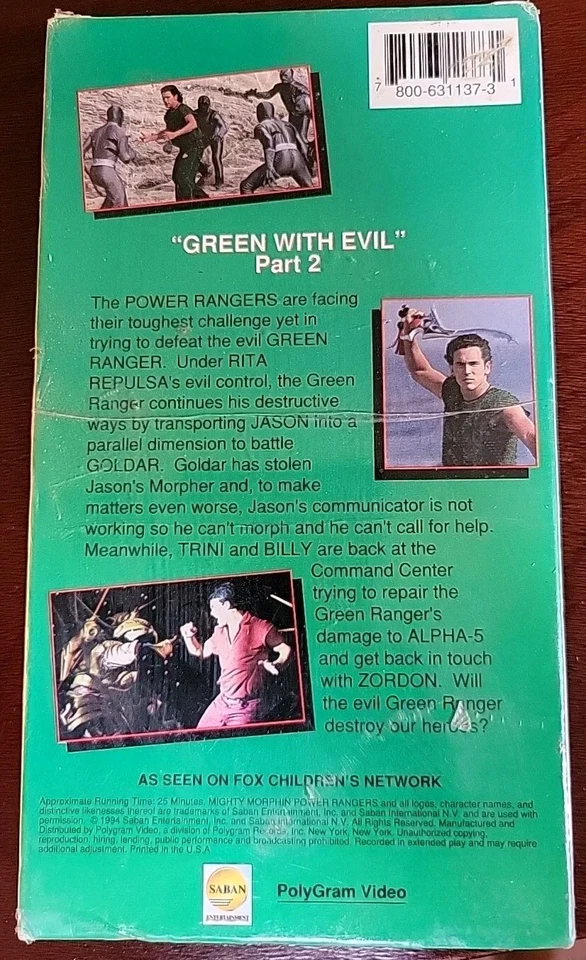 7 800-631137-3 1
"GREEN WITH EVIL"
Part 2
The POWER RANGERS are facing
their toughest challenge yet in
trying to defeat the evil GREEN
RANGER. Under RITA
REPULSA's evil control, the Green
Ranger continues his destructive
ways by transporting JASON into a
parallel dimension to battle
GOLDAR. Goldar has stolen
Jason's Morpher and, to make
matters even worse, Jason's communicator is not
working so he can't morph and he can't call for help.
Meanwhile, TRINI and BILLY are back at the
Command Center
trying to repair the
Green Ranger's
damage to ALPHA-5
and get back in touch
with ZORDON. Will
the evil Green Ranger
destroy our heroes?
AS SEEN ON FOX CHILDREN'S NETWORK
Approximate Running Time: 25 Minutes. MIGHTY MORPHIN POWER RANGERS and all logos, character names, and
distinctive likenesses thereof are trademarks of Saban Entertainment, Inc. and Saban International N.V. and are used with
permission. © 1994 Saban Entertainment, Inc. and Saban International N.V. All Rights Reserved. Manufactured and
Distributed by Polygram Video, a division of Polygram Records, Inc. New York, New York. Unauthorized copying,
reproduction, hiring, lending, public performance and broadcasting prohibited. Recorded in extended play and may require
additional adjustment. Printed in the U.S.A.
SABAN
ENTERTAINMENT
PolyGram Video